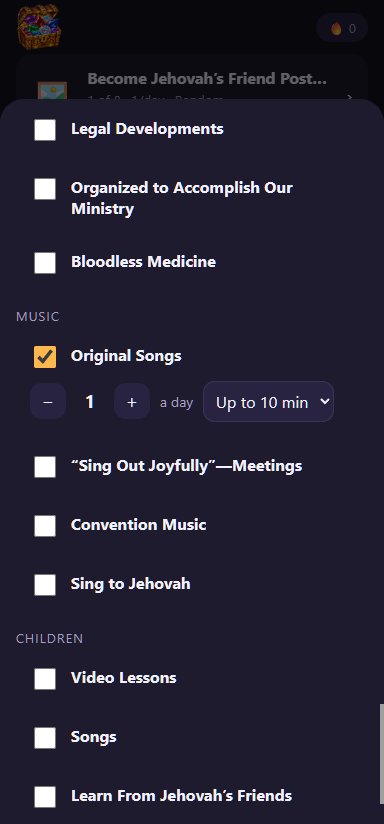 0
Become Jehovah's Friend Post...
Legal Developments
Organized to Accomplish Our
Ministry
Bloodless Medicine
MUSIC
Original Songs
− 1 + a day Up to 10 min
“Sing Out Joyfully”—Meetings
Convention Music
Sing to Jehovah
CHILDREN
Video Lessons
Songs
Learn From Jehovah's Friends